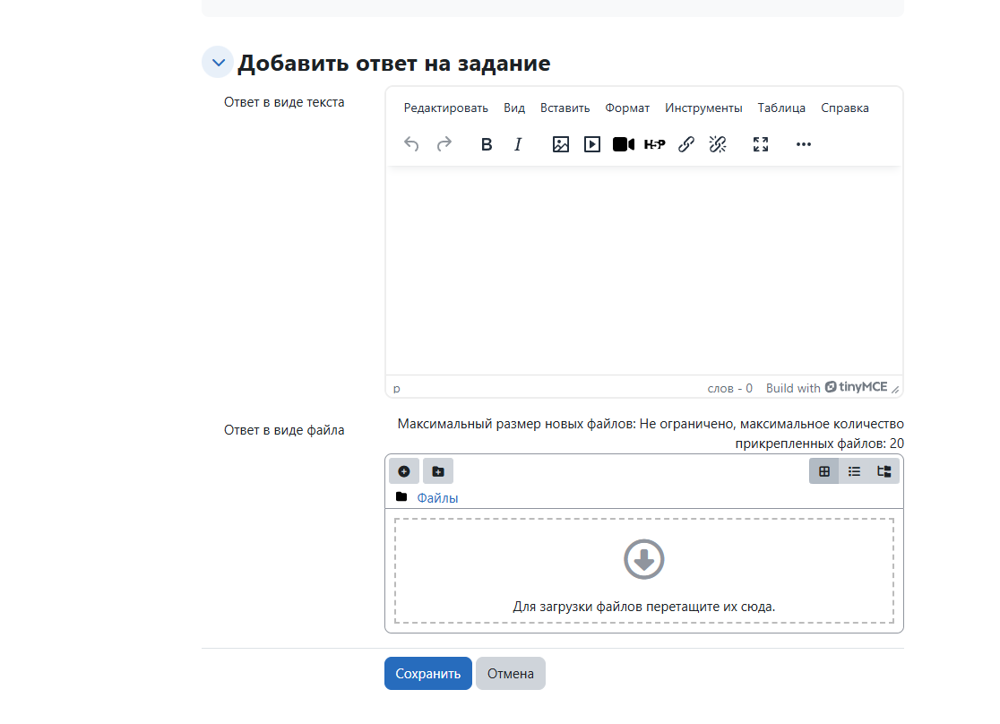 Добавить ответ на задание
Ответ в виде текста
Редактировать Вид Вставить Формат Инструменты Таблица Справка
B I H5P
p слов - 0 Build with tinyMCE
Ответ в виде файла
Максимальный размер новых файлов: Не ограничено, максимальное количество
прикрепленных файлов: 20
Файлы
Для загрузки файлов перетащите их сюда.
Сохранить Отмена